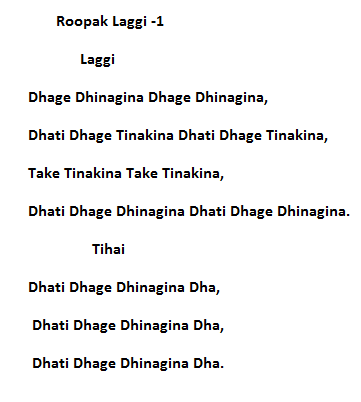 Roopak Laggi -1
Laggi
Dhage Dhinagina Dhage Dhinagina,
Dhati Dhage Tinakina Dhati Dhage Tinakina,
Take Tinakina Take Tinakina,
Dhati Dhage Dhinagina Dhati Dhage Dhinagina.
Tihai
Dhati Dhage Dhinagina Dha,
Dhati Dhage Dhinagina Dha,
Dhati Dhage Dhinagina Dha.